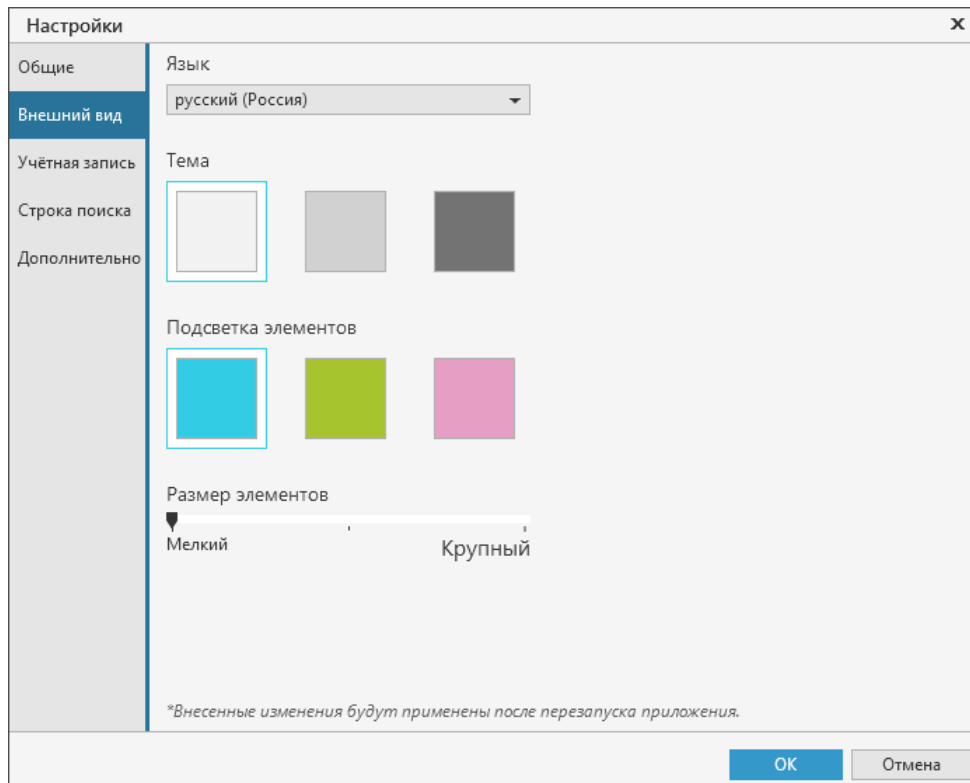 Настройки
x
Общие
Внешний вид
Учётная запись
Строка поиска
Дополнительно
Язык
русский (Россия)
Тема
Подсветка элементов
Размер элементов
Мелкий
Крупный
*Внесенные изменения будут применены после перезапуска приложения.
OK
Отмена